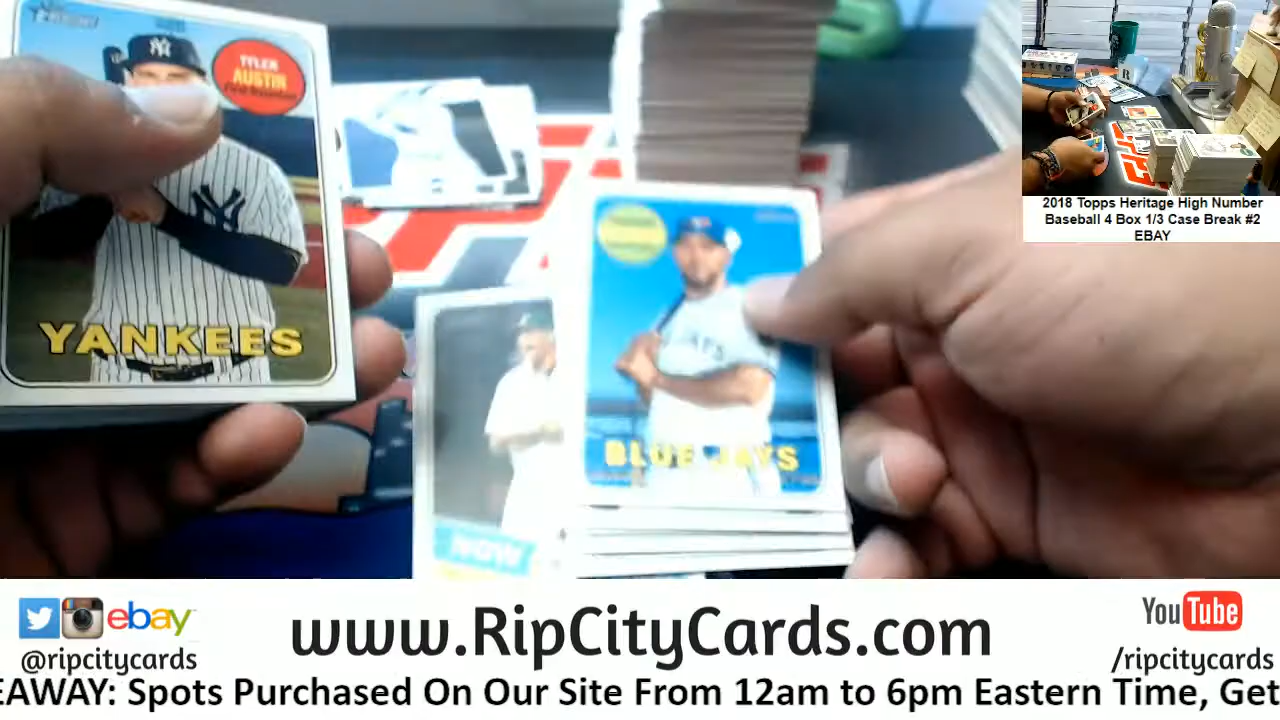 TYLER
AUSTIN
YANKEES
BLUE JAYS
2018 Topps Heritage High Number
Baseball 4 Box 1/3 Case Break #2
EBAY
ebay
@ripcitycards
www.RipCityCards.com
You Tube
/ripcitycards
EAWAY: Spots Purchased On Our Site From 12am to 6pm Eastern Time, Get